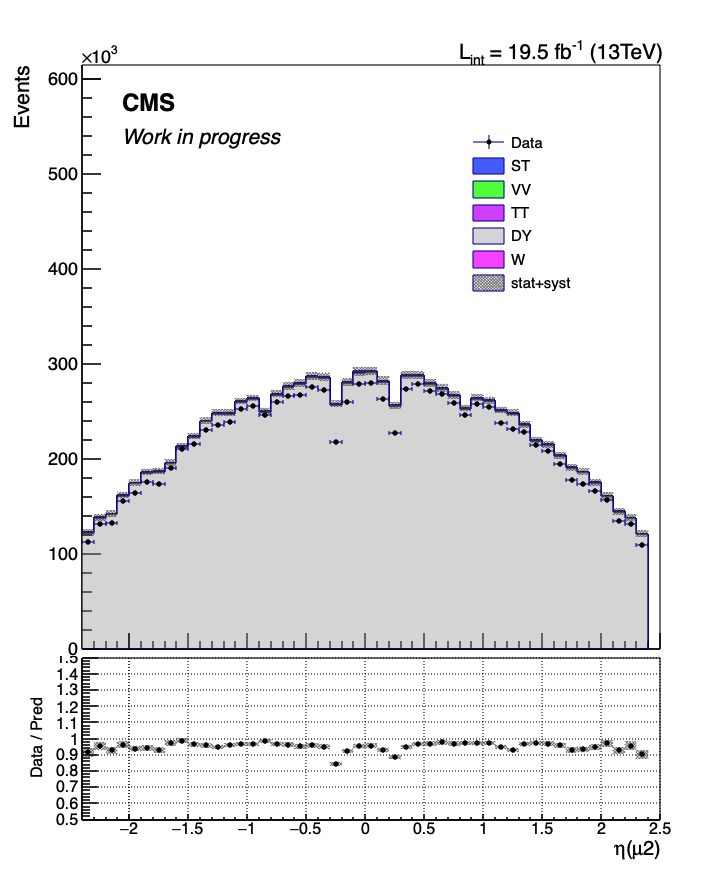 ×10³
L_int = 19.5 fb⁻¹ (13TeV)
Events
600
500
400
300
200
100
0
CMS
Work in progress
Data
ST
VV
TT
DY
W
stat+syst
Data / Pred
1.5
1.4
1.3
1.2
1.1
1
0.9
0.8
0.7
0.6
0.5
−2 −1.5 −1 −0.5 0 0.5 1 1.5 2 2.5
η(μ2)